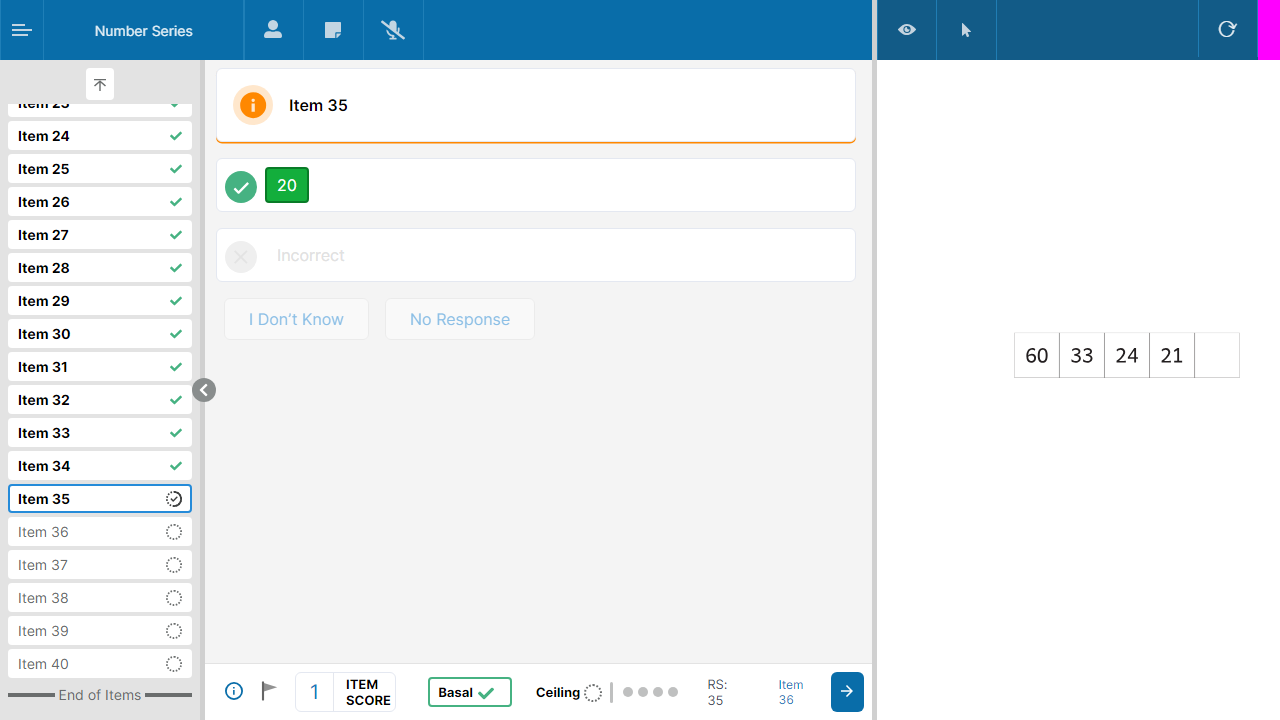 Number Series
Item 23
Item 24
Item 25
Item 26
Item 27
Item 28
Item 29
Item 30
Item 31
Item 32
Item 33
Item 34
Item 35
Item 36
Item 37
Item 38
Item 39
Item 40
End of Items
Item 35
20
Incorrect
I Don't Know
No Response
1
ITEM
SCORE
Basal
Ceiling
RS:
35
Item
36
60 33 24 21